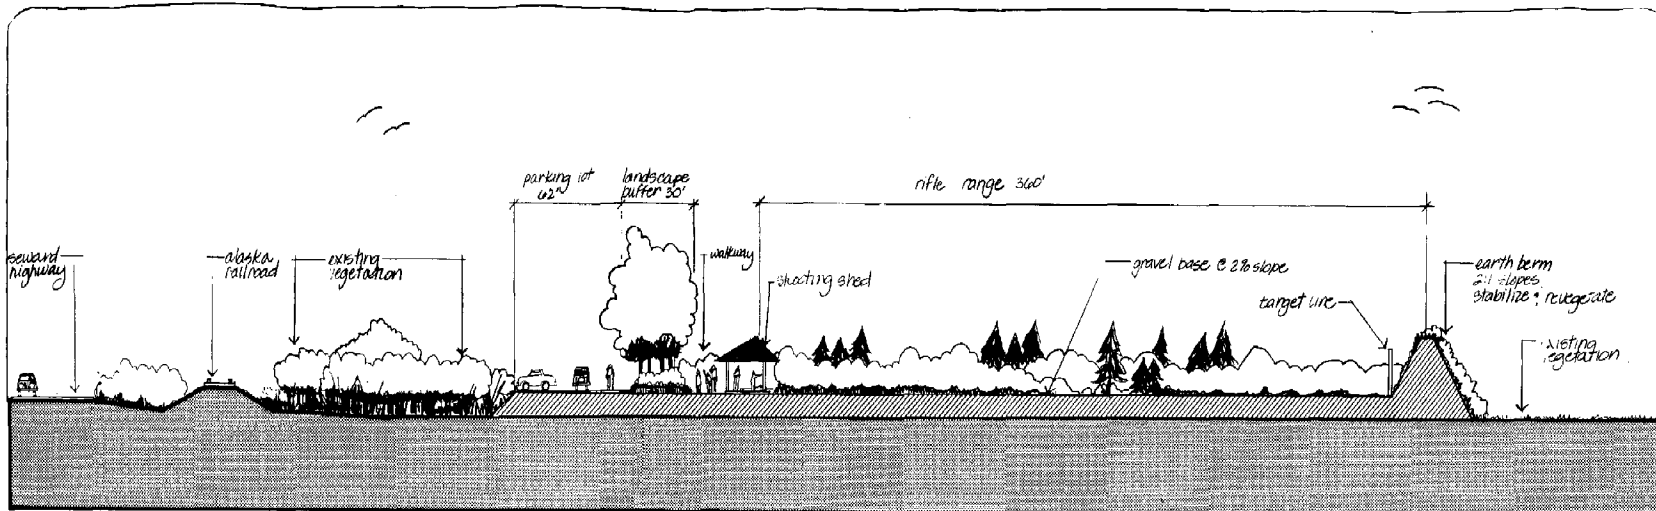 parking lot
62'
landscape
buffer 30'
rifle range 360'
seward
highway
alaska
railroad
existing
vegetation
walkway
shooting shed
gravel base @ 2% slope
target line
earth berm
2:1 slopes
stabilize & revegetate
existing
vegetation